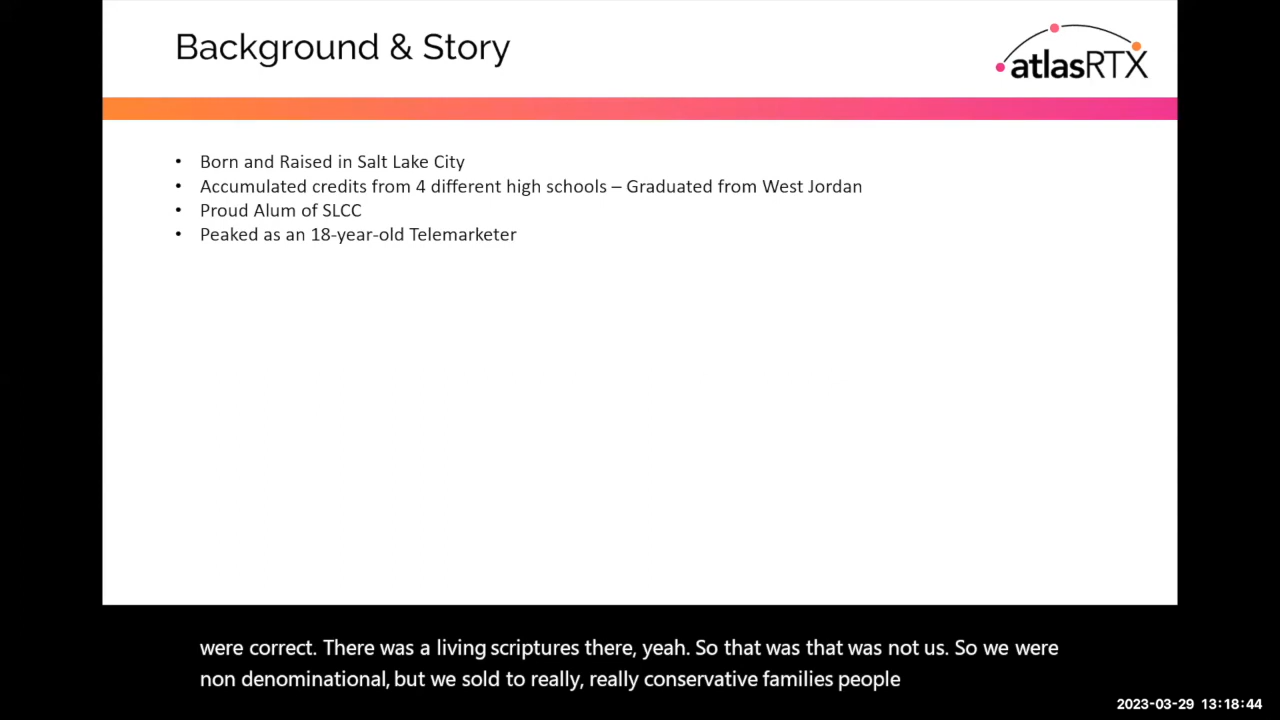 Background & Story
atlasRTX
• Born and Raised in Salt Lake City
• Accumulated credits from 4 different high schools – Graduated from West Jordan
• Proud Alum of SLCC
• Peaked as an 18-year-old Telemarketer
were correct. There was a living scriptures there, yeah. So that was that was not us. So we were
non denominational, but we sold to really, really conservative families people
2023-03-29 13:18:44